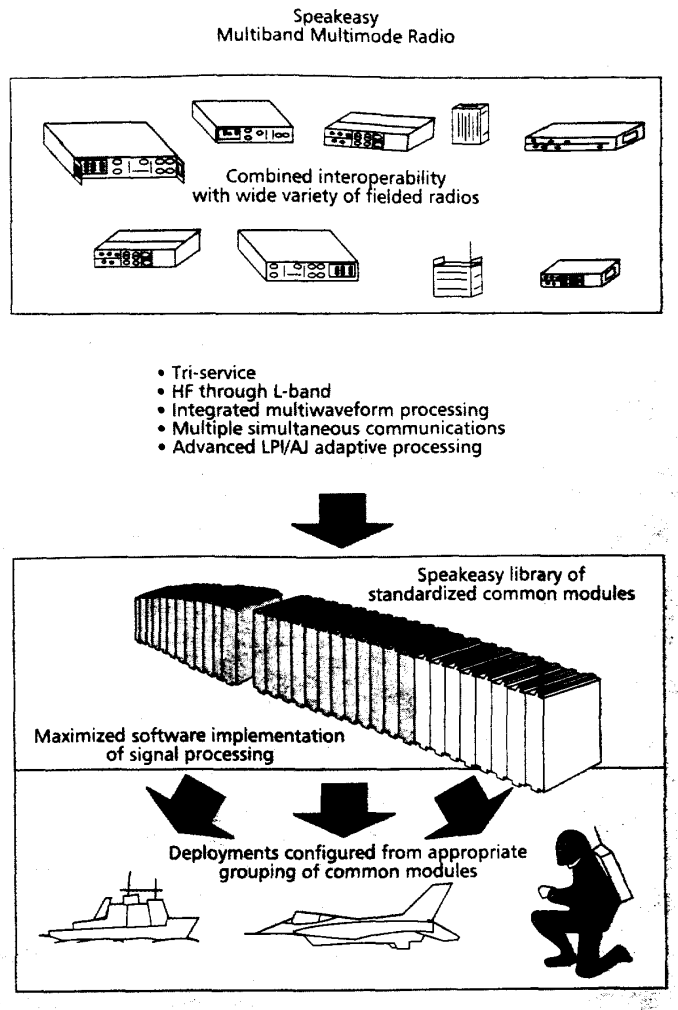 Speakeasy
Multiband Multimode Radio
Combined interoperability
with wide variety of fielded radios
• Tri-service
• HF through L-band
• Integrated multiwaveform processing
• Multiple simultaneous communications
• Advanced LPI/AJ adaptive processing
Speakeasy library of
standardized common modules
Maximized software implementation
of signal processing
Deployments configured from appropriate
grouping of common modules